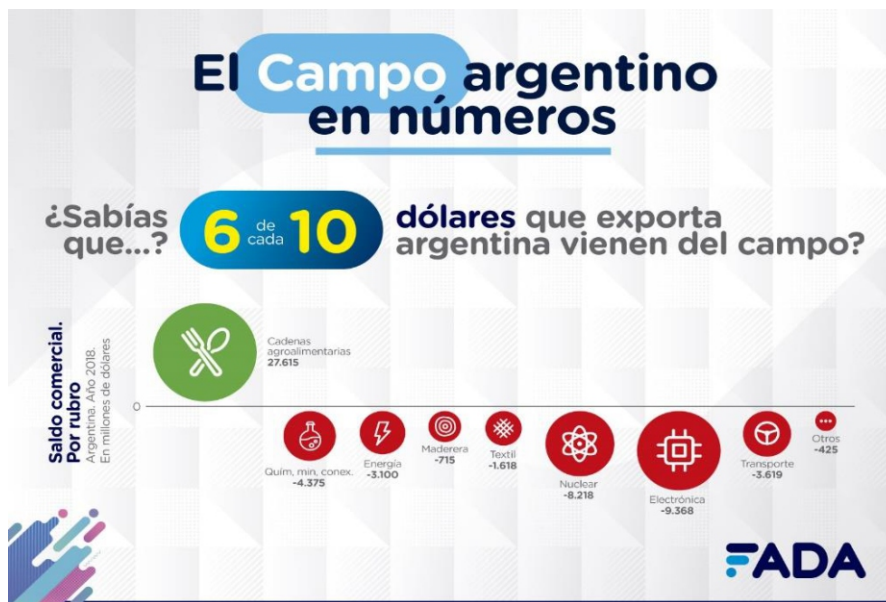 El Campo argentino
en números
¿Sabías
que...?
6 de cada 10
dólares que exporta
argentina vienen del campo?
Saldo comercial.
Por rubro
Argentina. Año 2018.
En millones de dólares
0
Cadenas
agroalimentarias
27.615
Quím, min, conex.
-4.375
Energía
-3.100
Maderera
-715
Textil
-1.618
Nuclear
-8.218
Electrónica
-9.368
Transporte
-3.619
Otros
-425
FADA